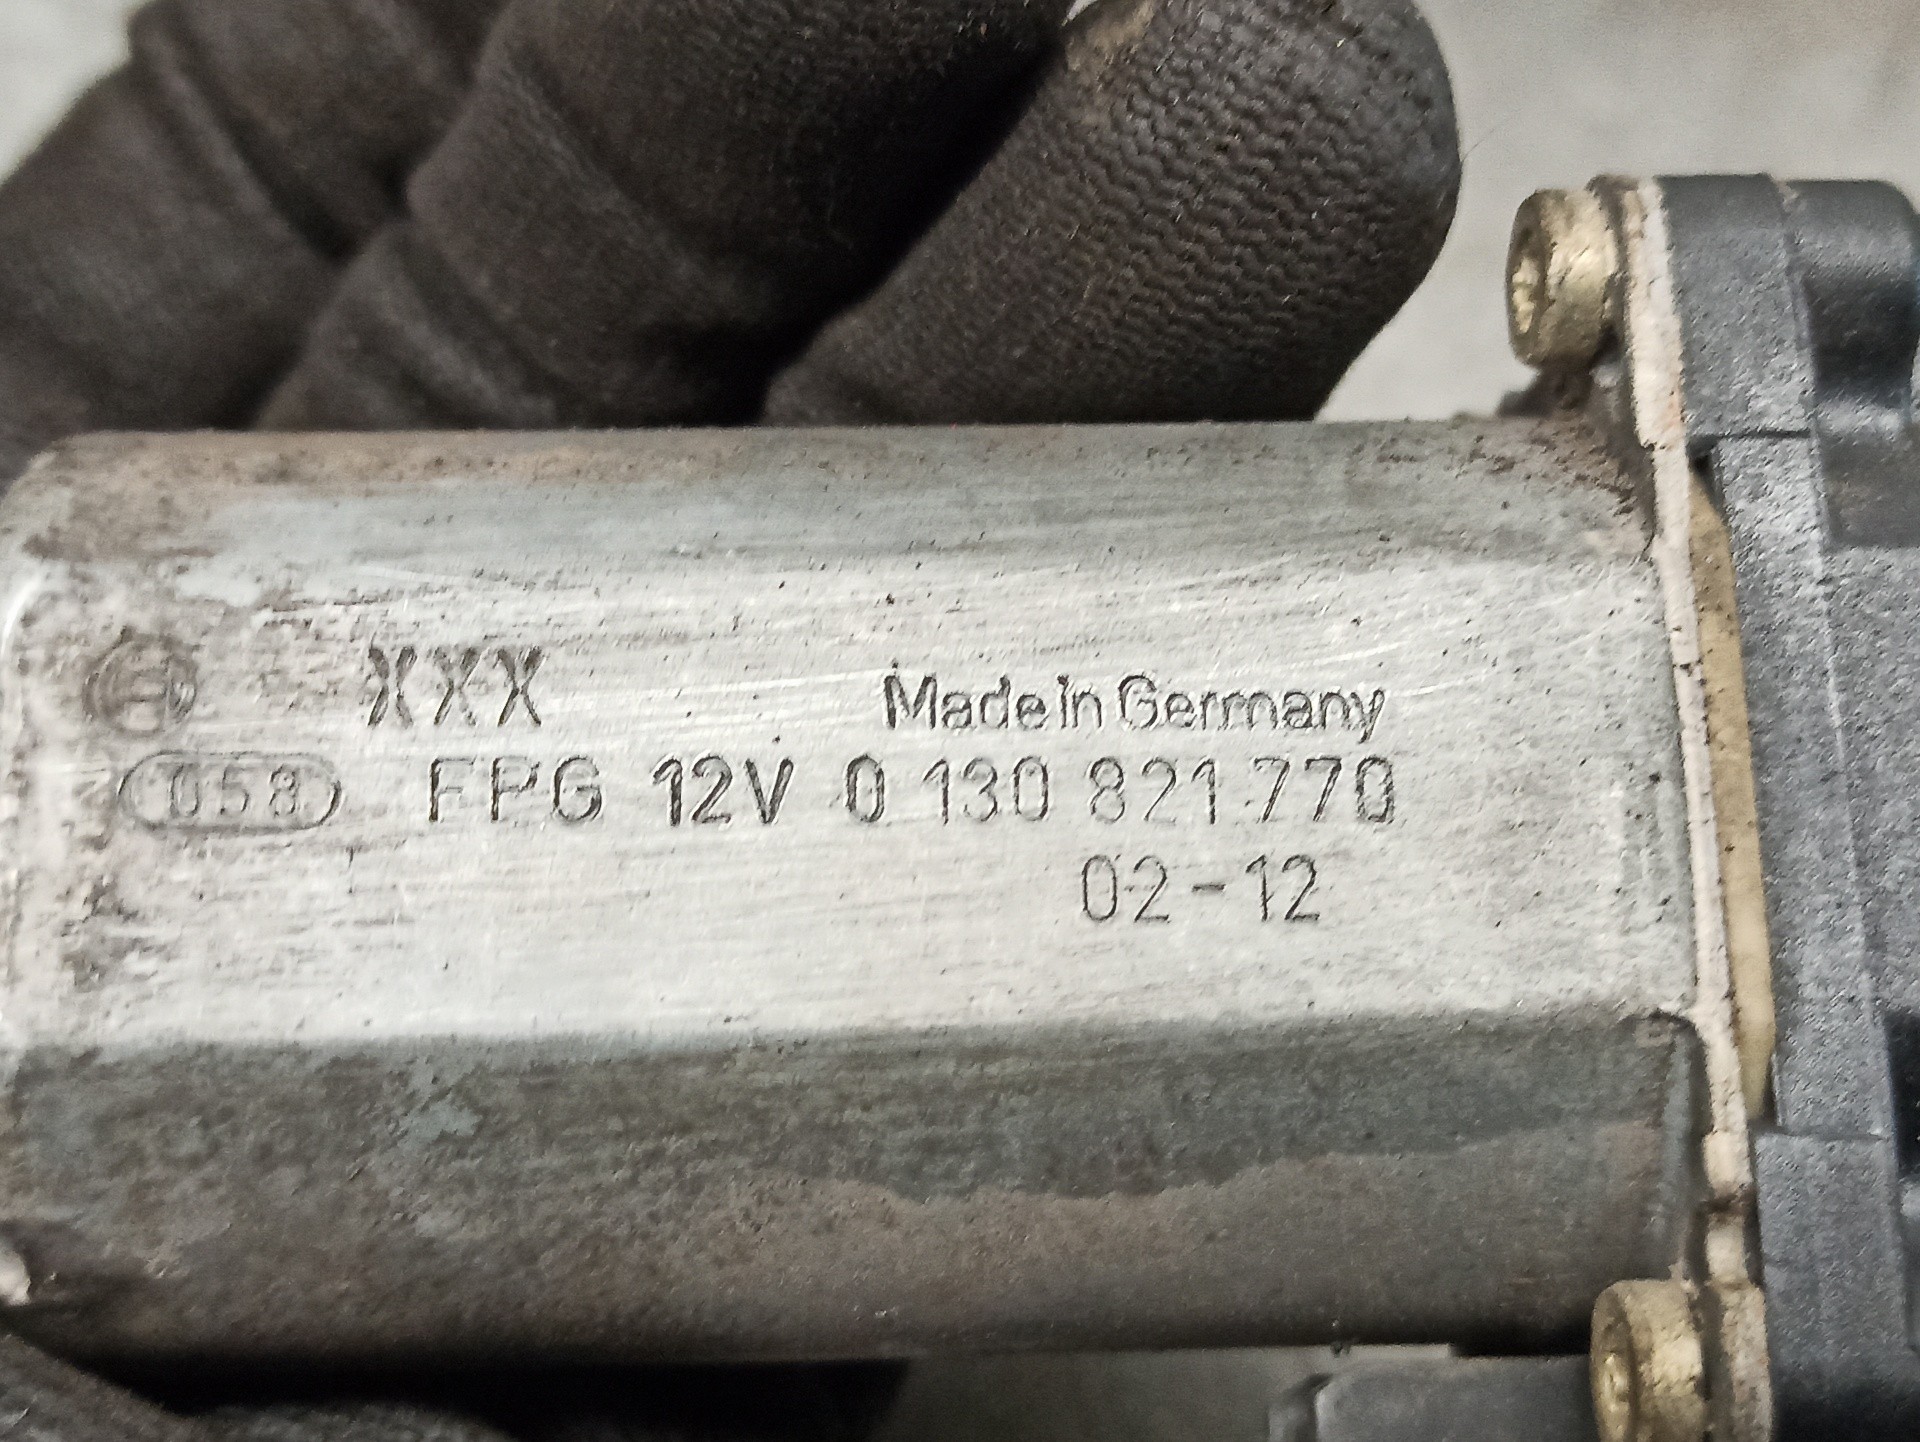 XXX Made in Germany
058 FPG 12V 0 130 821 770
02-12